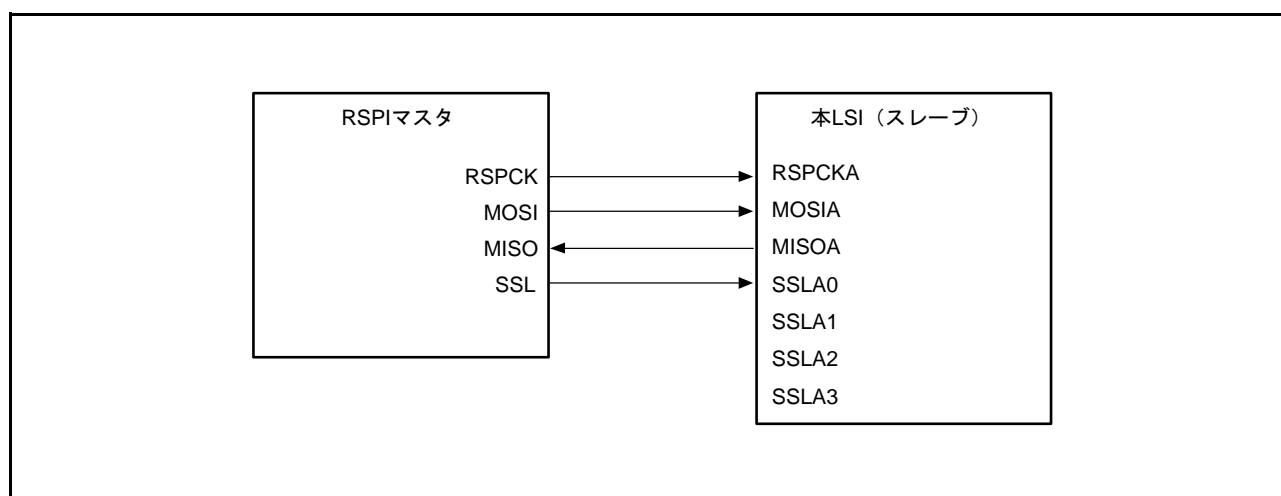 RSPIマスタ
RSPCK
MOSI
MISO
SSL
本LSI（スレーブ）
RSPCKA
MOSIA
MISOA
SSLA0
SSLA1
SSLA2
SSLA3